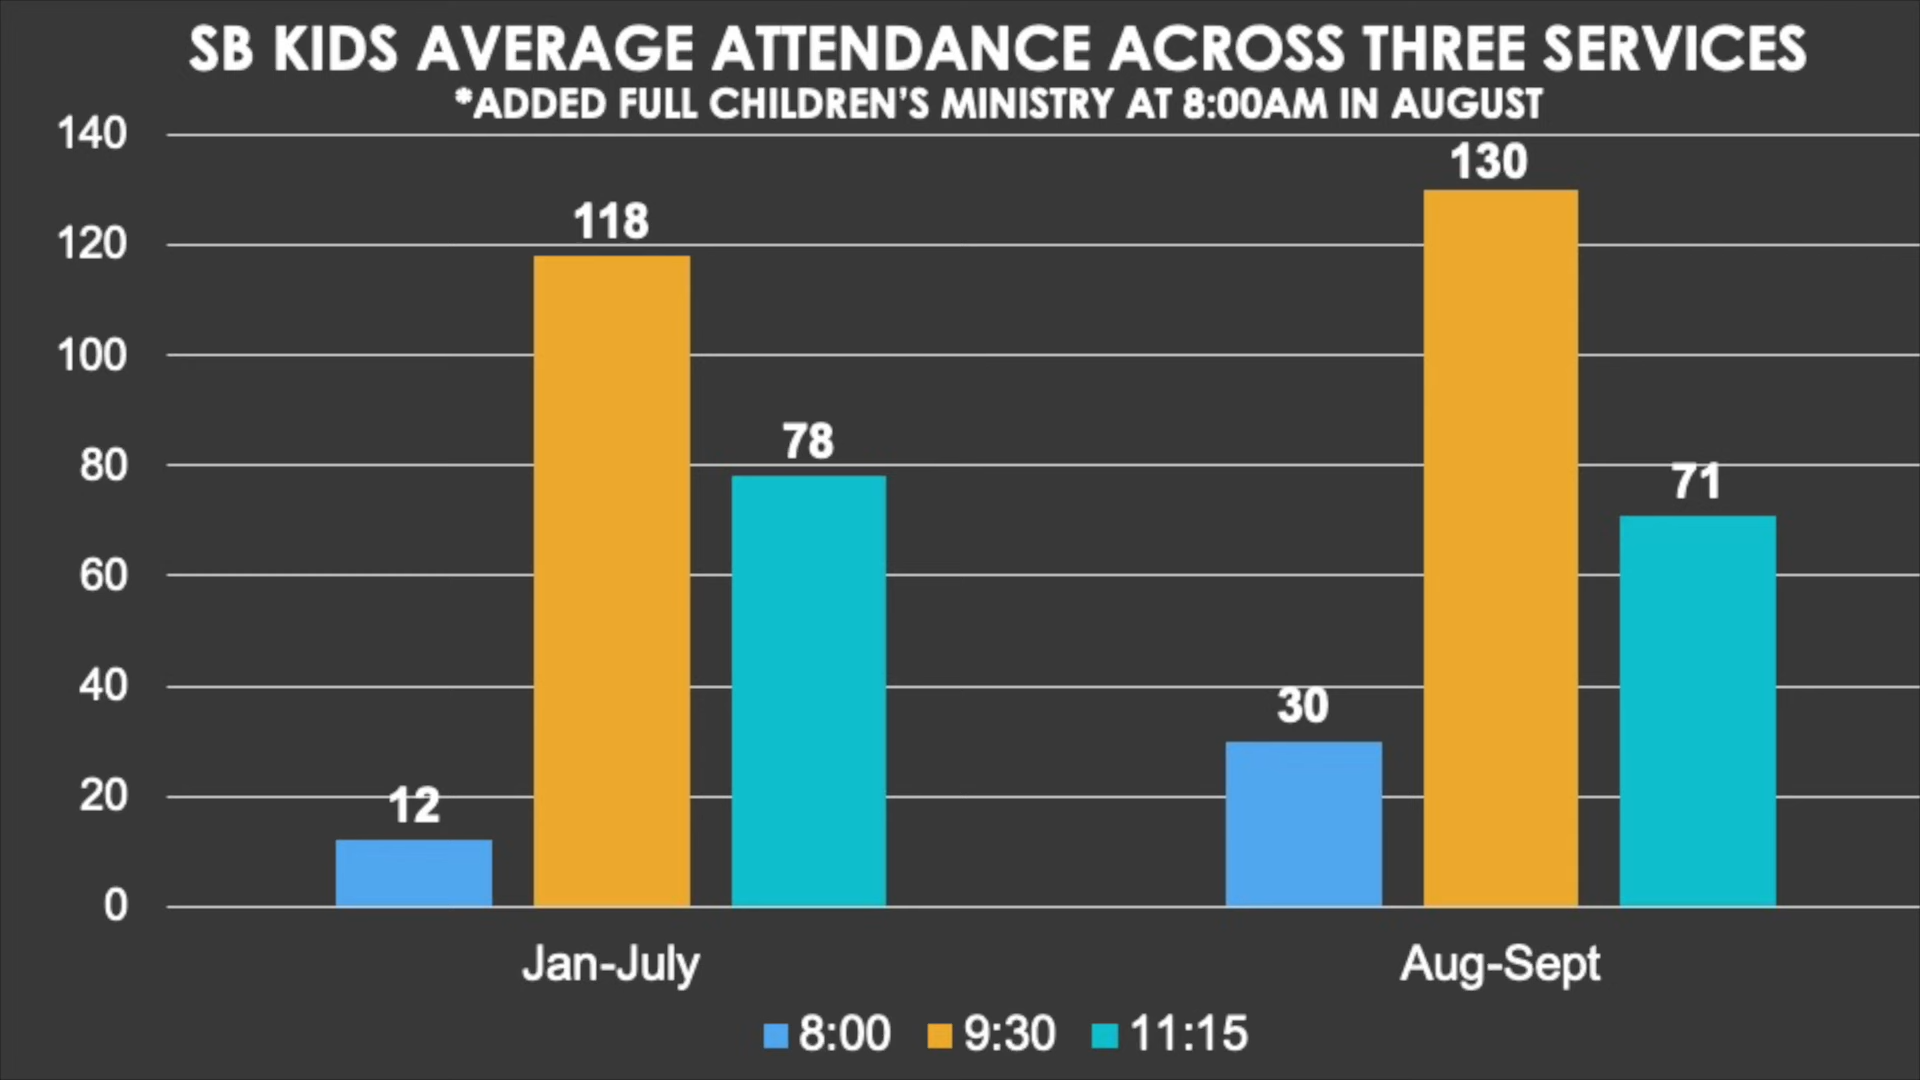 SB KIDS AVERAGE ATTENDANCE ACROSS THREE SERVICES
*ADDED FULL CHILDREN'S MINISTRY AT 8:00AM IN AUGUST
140
120
100
80
60
40
20
0
12
118
78
30
130
71
Jan-July
Aug-Sept
8:00 9:30 11:15